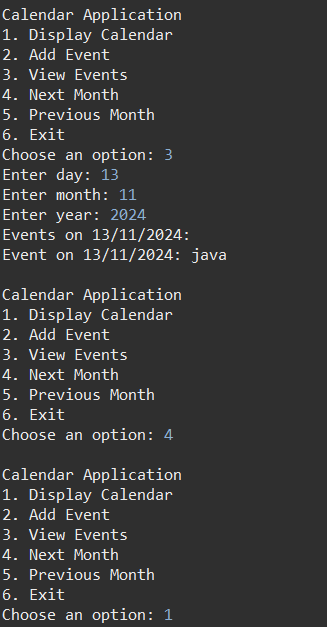 Calendar Application
1. Display Calendar
2. Add Event
3. View Events
4. Next Month
5. Previous Month
6. Exit
Choose an option: 3
Enter day: 13
Enter month: 11
Enter year: 2024
Events on 13/11/2024:
Event on 13/11/2024: java

Calendar Application
1. Display Calendar
2. Add Event
3. View Events
4. Next Month
5. Previous Month
6. Exit
Choose an option: 4

Calendar Application
1. Display Calendar
2. Add Event
3. View Events
4. Next Month
5. Previous Month
6. Exit
Choose an option: 1